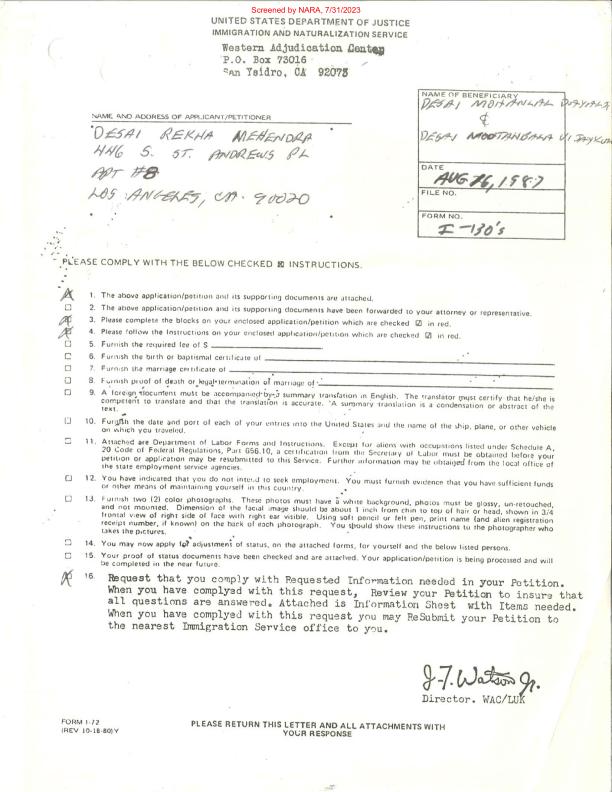 Screened by NARA, 7/31/2023
UNITED STATES DEPARTMENT OF JUSTICE
IMMIGRATION AND NATURALIZATION SERVICE
Western Adjudication Center
P.O. Box 73016
San Ysidro, CA 92073
NAME OF BENEFICIARY
DESAI MOHANLAL
&
DESAI
DATE
AUG 26, 1987
FILE NO.
FORM NO.
I-130's
NAME AND ADDRESS OF APPLICANT/PETITIONER
DESAI REKHA MEHENDRA
446 S. ST. ANDREWS PL
APT #8
LOS ANGELES, CA. 90020
PLEASE COMPLY WITH THE BELOW CHECKED ☒ INSTRUCTIONS.
1. The above application/petition and its supporting documents are attached.
2. The above application/petition and its supporting documents have been forwarded to your attorney or representative.
3. Please complete the blocks on your enclosed application/petition which are checked ☑ in red.
4. Please follow the Instructions on your enclosed application/petition which are checked ☑ in red.
5. Furnish the required fee of $
6. Furnish the birth or baptismal certificate of
7. Furnish the marriage certificate of
8. Furnish proof of death or legal termination of marriage of
9. A foreign document must be accompanied by a summary translation in English. The translator must certify that he/she is
competent to translate and that the translation is accurate. A summary translation is a condensation or abstract of the
text.
10. Furnish the date and port of each of your entries into the United States and the name of the ship, plane, or other vehicle
on which you traveled.
11. Attached are Department of Labor Forms and Instructions. Except for aliens with occupations listed under Schedule A,
20 Code of Federal Regulations, Part 656.10, a certification from the Secretary of Labor must be obtained before your
petition or application may be resubmitted to this Service. Further information may be obtained from the local office of
the state employment service agencies.
12. You have indicated that you do not intend to seek employment. You must furnish evidence that you have sufficient funds
or other means of maintaining yourself in this country.
13. Furnish two (2) color photographs. These photos must have a white background, photos must be glossy, un-retouched,
and not mounted. Dimension of the facial image should be about 1 inch from chin to top of hair or head, shown in 3/4
frontal view of right side of face with right ear visible. Using soft pencil or felt pen, print name (and alien registration
receipt number, if known) on the back of each photograph. You should show these instructions to the photographer who
takes the pictures.
14. You may now apply for adjustment of status, on the attached forms, for yourself and the below listed persons.
15. Your proof of status documents have been checked and are attached. Your application/petition is being processed and will
be completed in the near future.
16. Request that you comply with Requested Information needed in your Petition.
When you have complyed with this request, Review your Petition to insure that
all questions are answered. Attached is Information Sheet with Items needed.
When you have complyed with this request you may ReSubmit your Petition to
the nearest Immigration Service office to you.
J.F. Watson Jr.
Director. WAC/LUK
FORM I-72
(REV 10-18-80)Y
PLEASE RETURN THIS LETTER AND ALL ATTACHMENTS WITH
YOUR RESPONSE